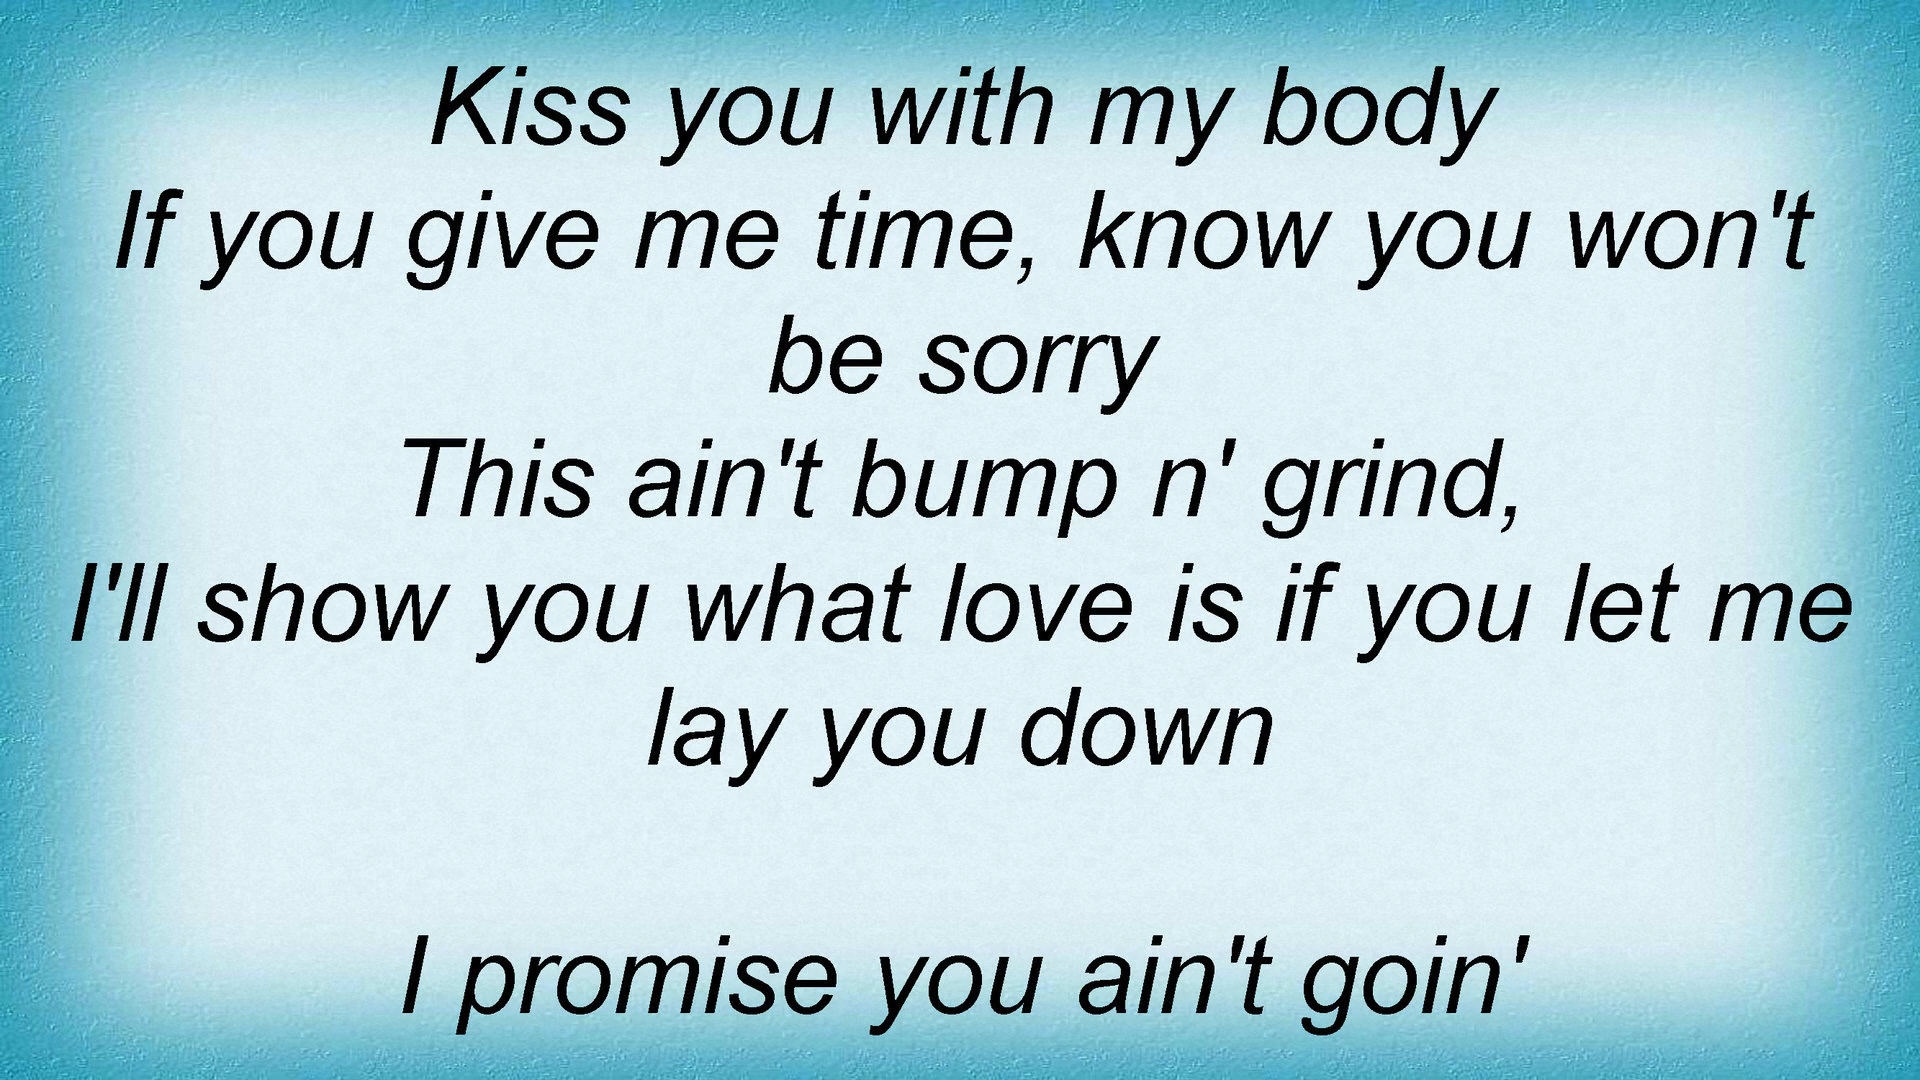 Kiss you with my body
If you give me time, know you won't
be sorry
This ain't bump n' grind,
I'll show you what love is if you let me
lay you down
I promise you ain't goin'